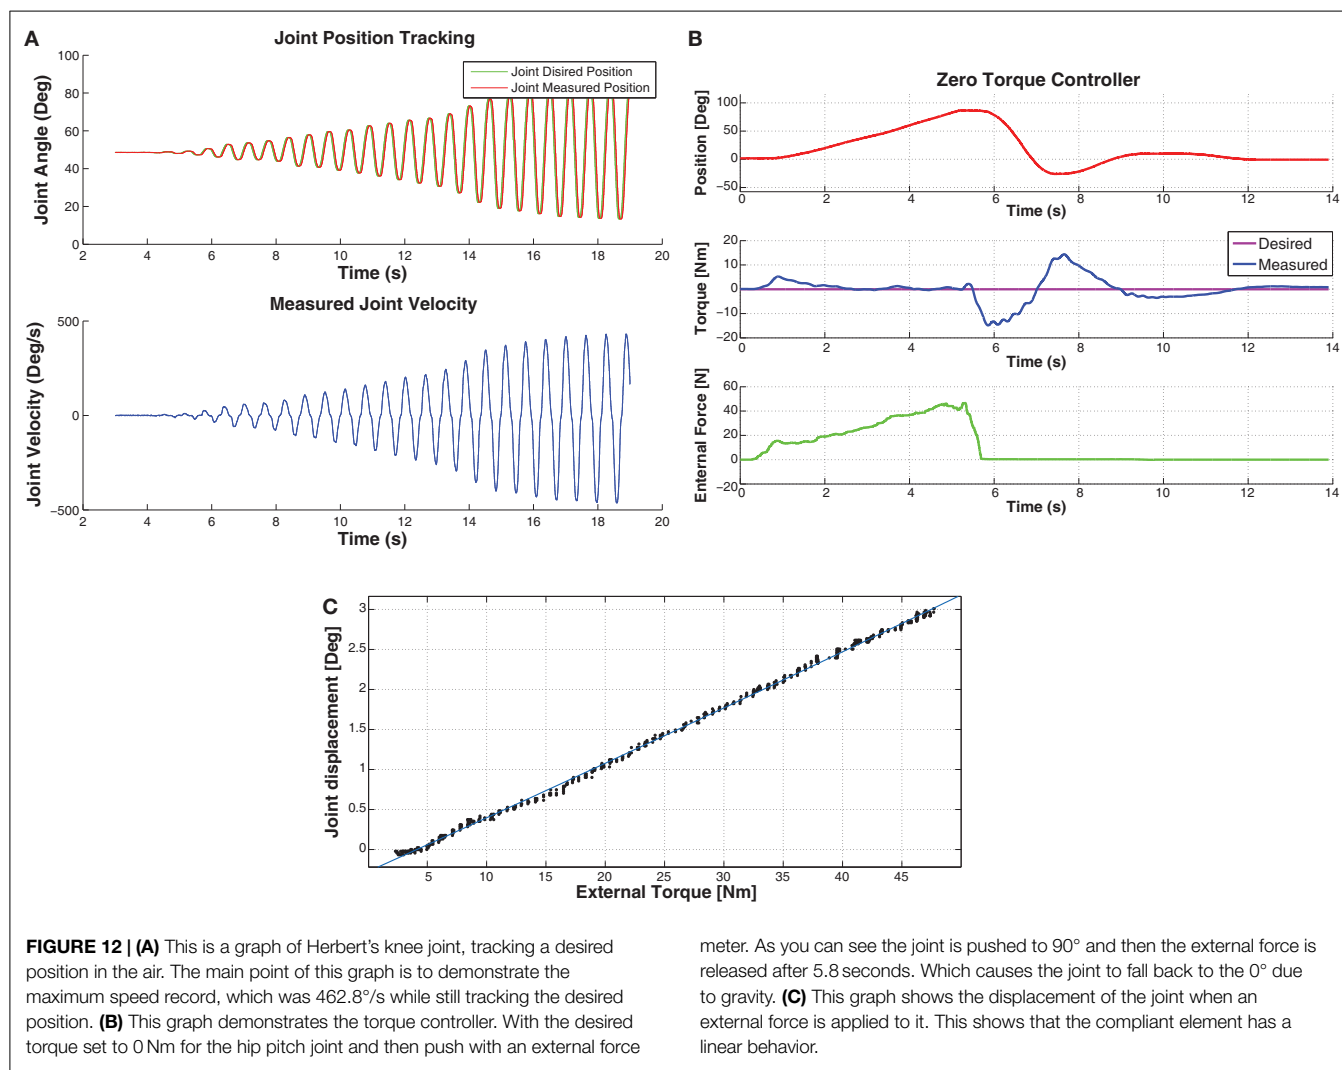 A
Joint Position Tracking
100
80
60
40
20
0
Joint Angle (Deg)
Joint Disired Position
Joint Measured Position
2 4 6 8 10 12 14 16 18 20
Time (s)
Measured Joint Velocity
500
0
−500
Joint Velocity (Deg/s)
2 4 6 8 10 12 14 16 18 20
Time (s)
B
Zero Torque Controller
100
50
0
−50
Position [Deg]
0 2 4 6 8 10 12 14
Time (s)
20
10
0
−10
−20
Torque [Nm]
Desired
Measured
0 2 4 6 8 10 12 14
Time (s)
60
40
20
0
−20
Enternal Force [N]
0 2 4 6 8 10 12 14
Time (s)
C
3
2.5
2
1.5
1
0.5
0
Joint displacement [Deg]
5 10 15 20 25 30 35 40 45
External Torque [Nm]
FIGURE 12 | (A) This is a graph of Herbert's knee joint, tracking a desired
position in the air. The main point of this graph is to demonstrate the
maximum speed record, which was 462.8°/s while still tracking the desired
position. (B) This graph demonstrates the torque controller. With the desired
torque set to 0 Nm for the hip pitch joint and then push with an external force
meter. As you can see the joint is pushed to 90° and then the external force is
released after 5.8 seconds. Which causes the joint to fall back to the 0° due
to gravity. (C) This graph shows the displacement of the joint when an
external force is applied to it. This shows that the compliant element has a
linear behavior.